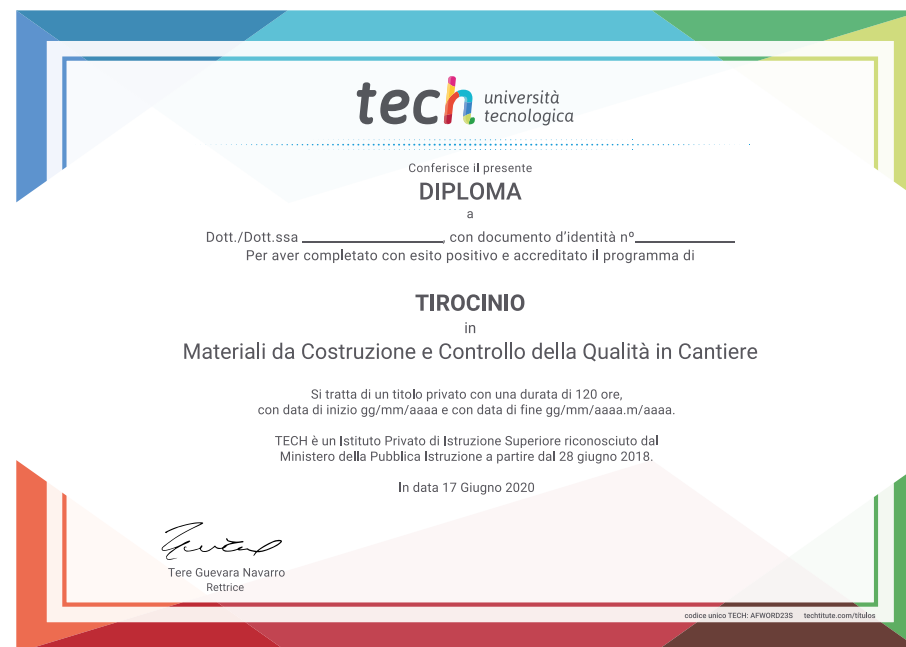 tech università
tecnologica
Conferisce il presente
DIPLOMA
a
Dott./Dott.ssa ________________, con documento d'identità nº____________
Per aver completato con esito positivo e accreditato il programma di
TIROCINIO
in
Materiali da Costruzione e Controllo della Qualità in Cantiere
Si tratta di un titolo privato con una durata di 120 ore,
con data di inizio gg/mm/aaaa e con data di fine gg/mm/aaaa.m/aaaa.
TECH è un Istituto Privato di Istruzione Superiore riconosciuto dal
Ministero della Pubblica Istruzione a partire dal 28 giugno 2018.
In data 17 Giugno 2020
Tere Guevara Navarro
Rettrice
codice unico TECH: AFWORD23S techtitute.com/titulos